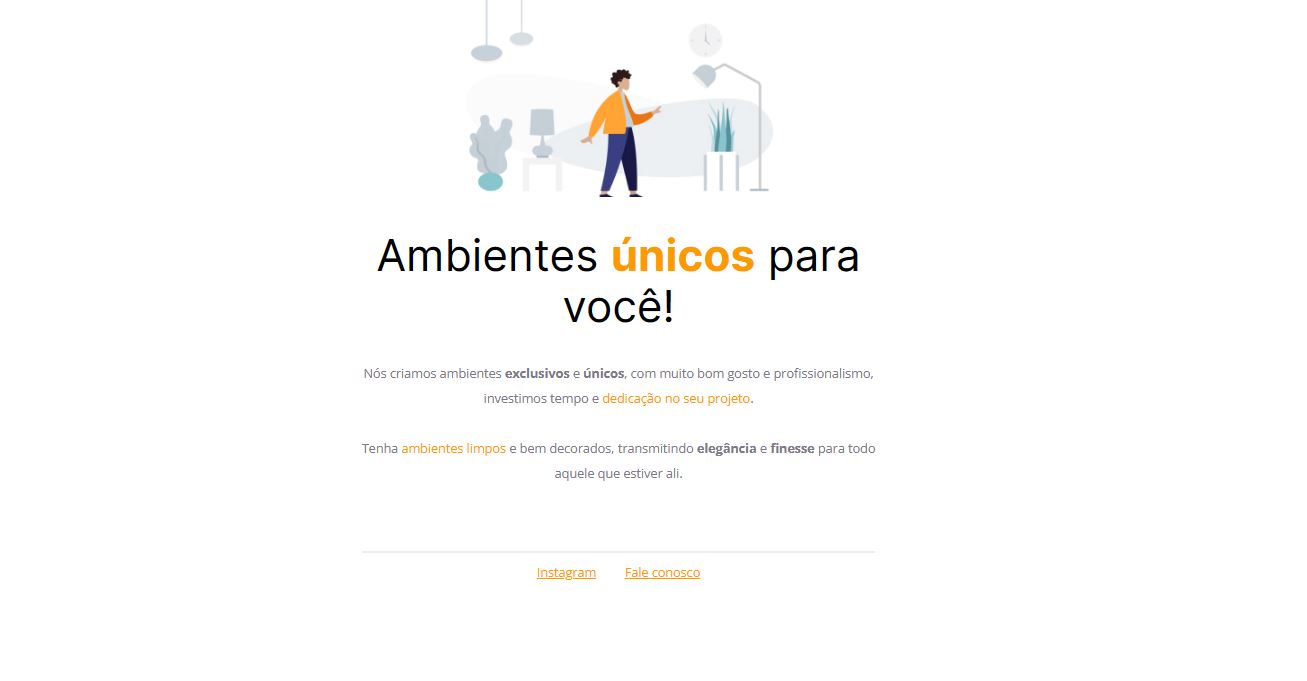 Ambientes únicos para
você!
Nós criamos ambientes exclusivos e únicos, com muito bom gosto e profissionalismo,
investimos tempo e dedicação no seu projeto.
Tenha ambientes limpos e bem decorados, transmitindo elegância e finesse para todo
aquele que estiver ali.
Instagram Fale conosco